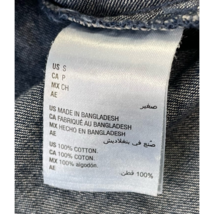 US S
CA P
MX CH
AE
صغير
US MADE IN BANGLADESH
CA FABRIQUÉ AU BANGLADESH
MX HECHO EN BANGLADESH
AE
صُنع في بنغلاديش
US 100% COTTON
CA 100% COTON
MX 100% algodón
AE
100% قطن